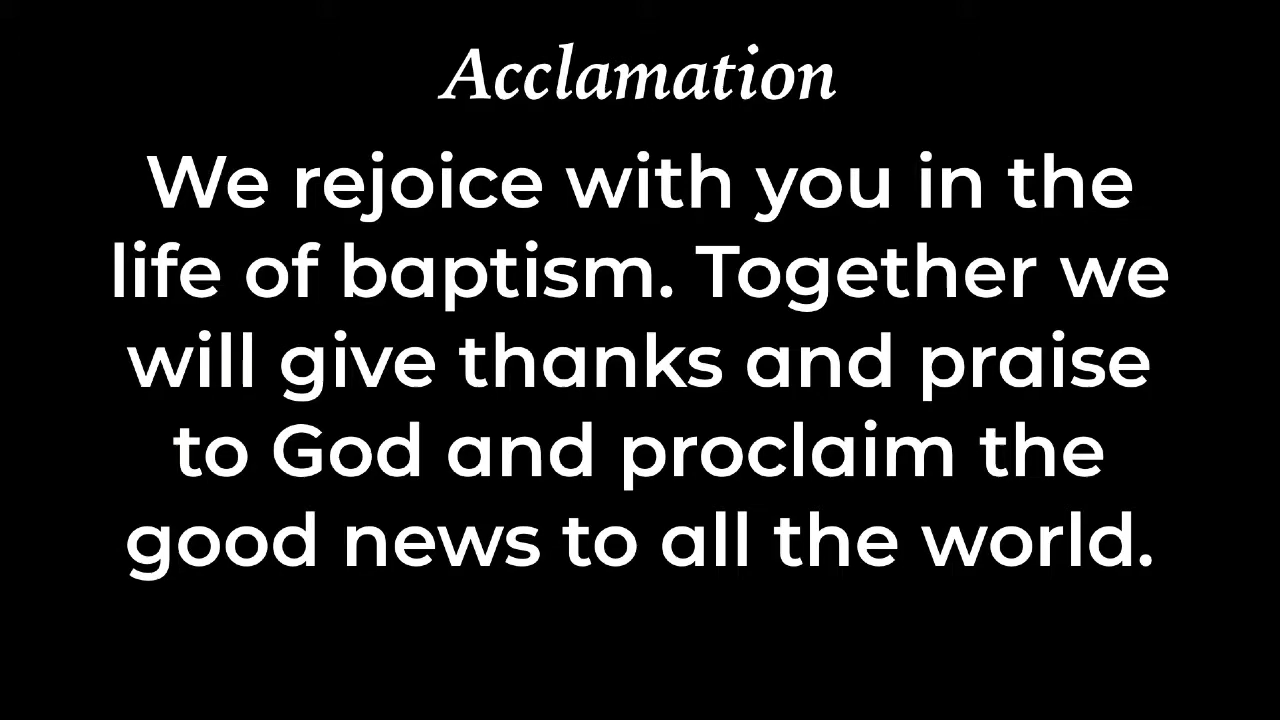 Acclamation
We rejoice with you in the
life of baptism. Together we
will give thanks and praise
to God and proclaim the
good news to all the world.